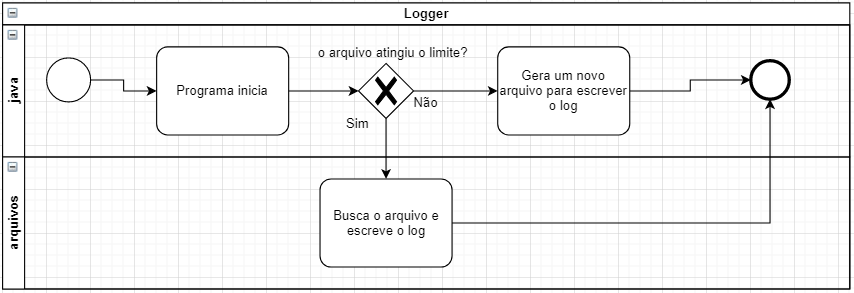 Logger
java
o arquivo atingiu o limite?
Programa inicia
Não
Sim
Gera um novo
arquivo para escrever
o log
arquivos
Busca o arquivo e
escreve o log